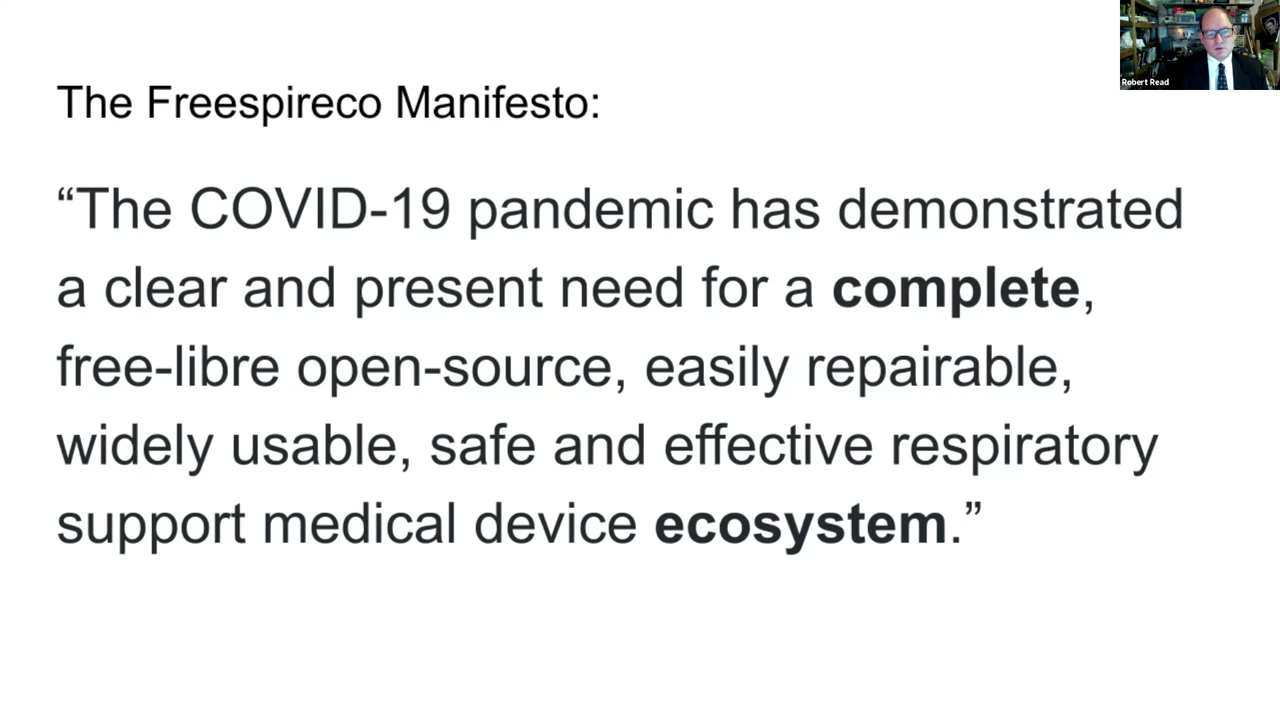 The Freespireco Manifesto:
“The COVID-19 pandemic has demonstrated
a clear and present need for a complete,
free-libre open-source, easily repairable,
widely usable, safe and effective respiratory
support medical device ecosystem.”
Robert Read